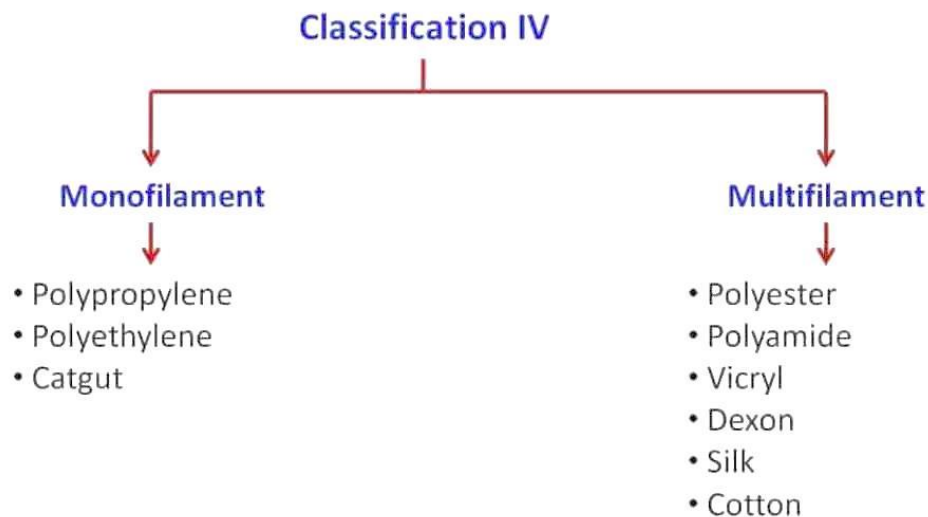 Classification IV
Monofilament
• Polypropylene
• Polyethylene
• Catgut
Multifilament
• Polyester
• Polyamide
• Vicryl
• Dexon
• Silk
• Cotton